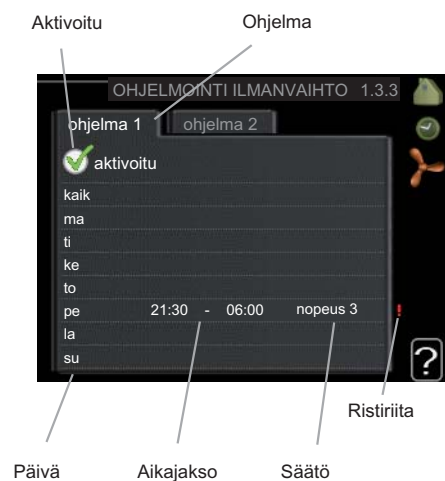 Aktivoitu Ohjelma
OHJELMOINTI ILMANVAIHTO 1.3.3
ohjelma 1 ohjelma 2
aktivoitu
kaik
ma
ti
ke
to
pe 21:30 - 06:00 nopeus 3 !
la
su
?
Ristiriita
Päivä Aikajakso Säätö